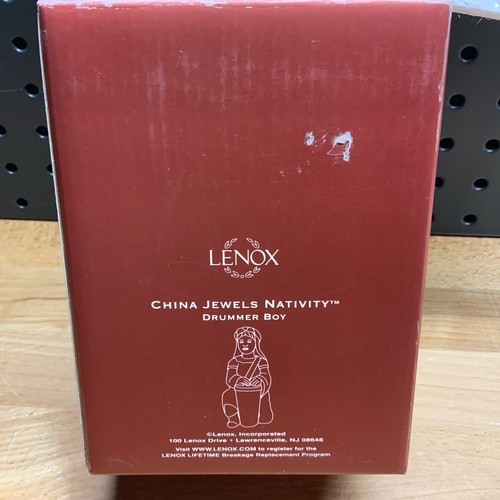 LENOX
CHINA JEWELS NATIVITY™
DRUMMER BOY
©Lenox, Incorporated
100 Lenox Drive • Lawrenceville, NJ 08648
Visit WWW.LENOX.COM to register for the
LENOX LIFETIME Breakage Replacement Program